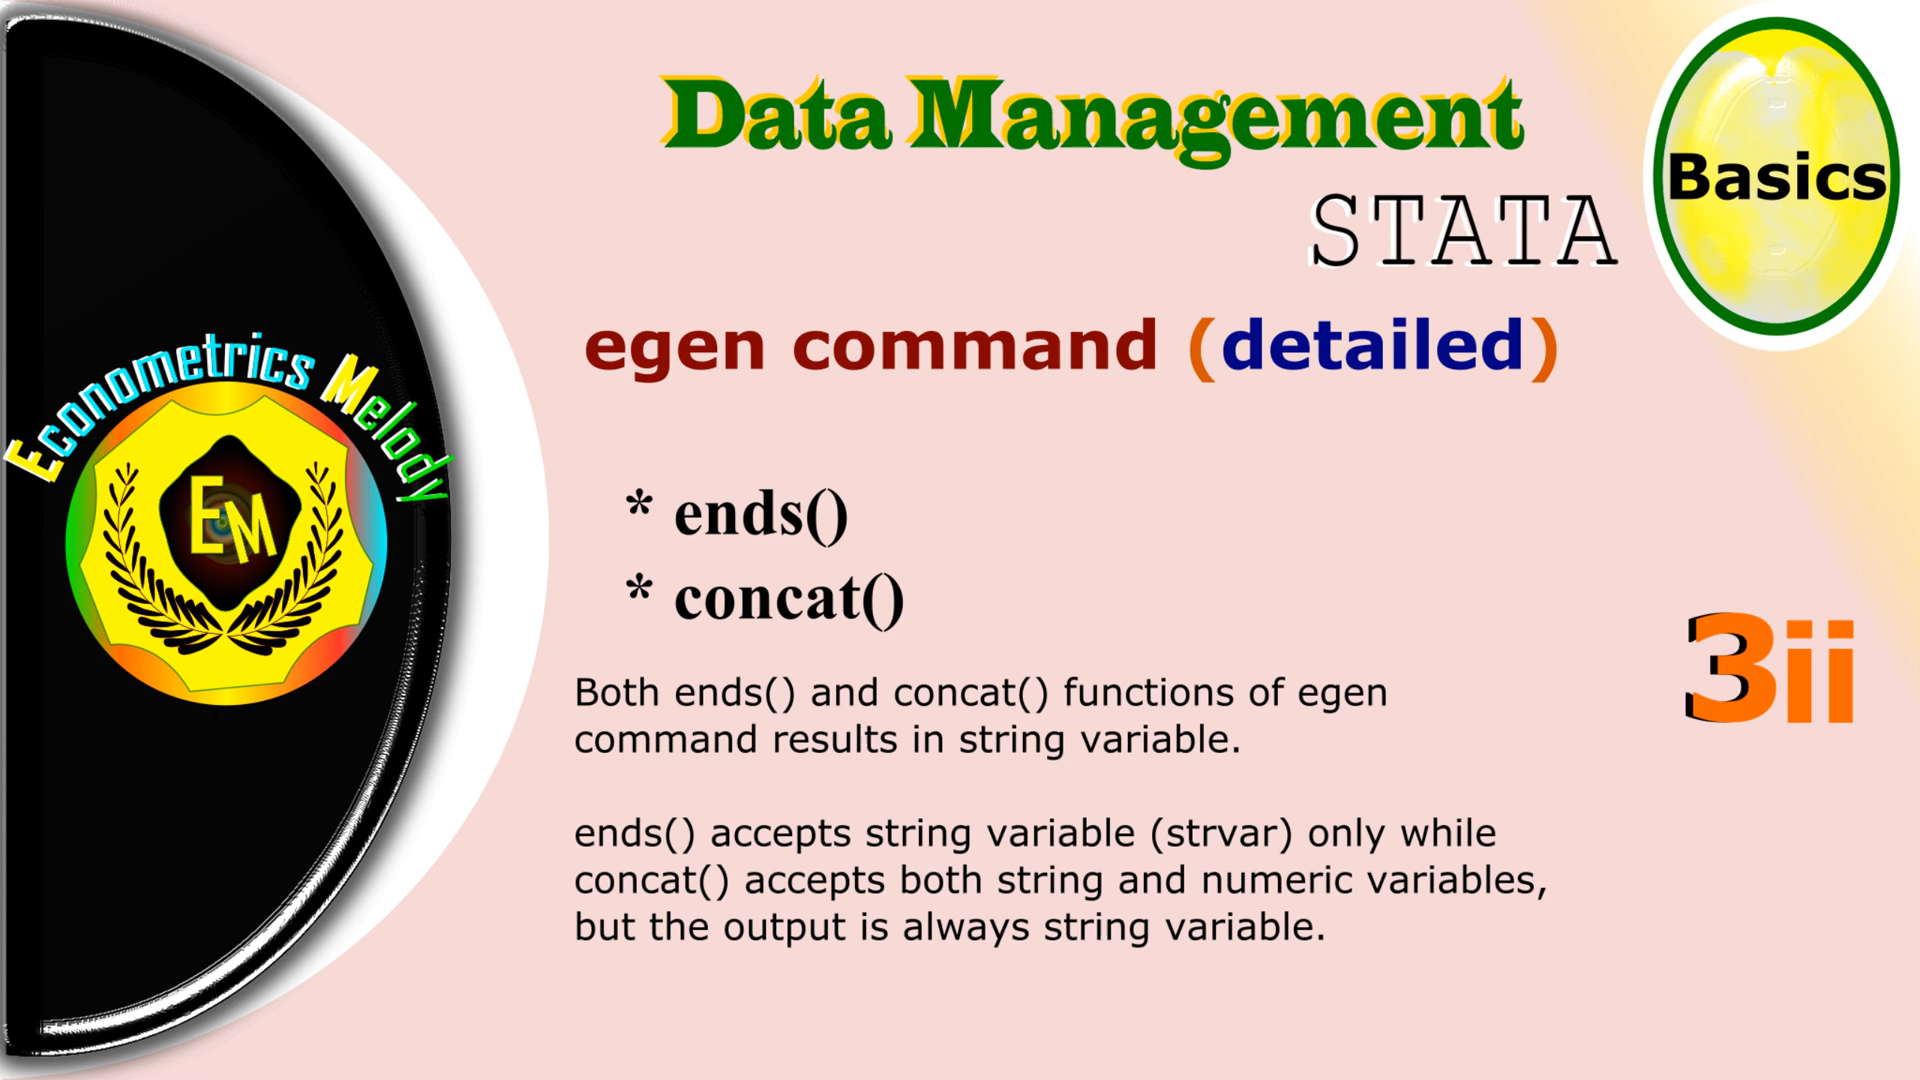 Data Management
STATA
Basics
egen command (detailed)
Econometrics Melody
EM
* ends()
* concat()
3ii
Both ends() and concat() functions of egen
command results in string variable.
ends() accepts string variable (strvar) only while
concat() accepts both string and numeric variables,
but the output is always string variable.